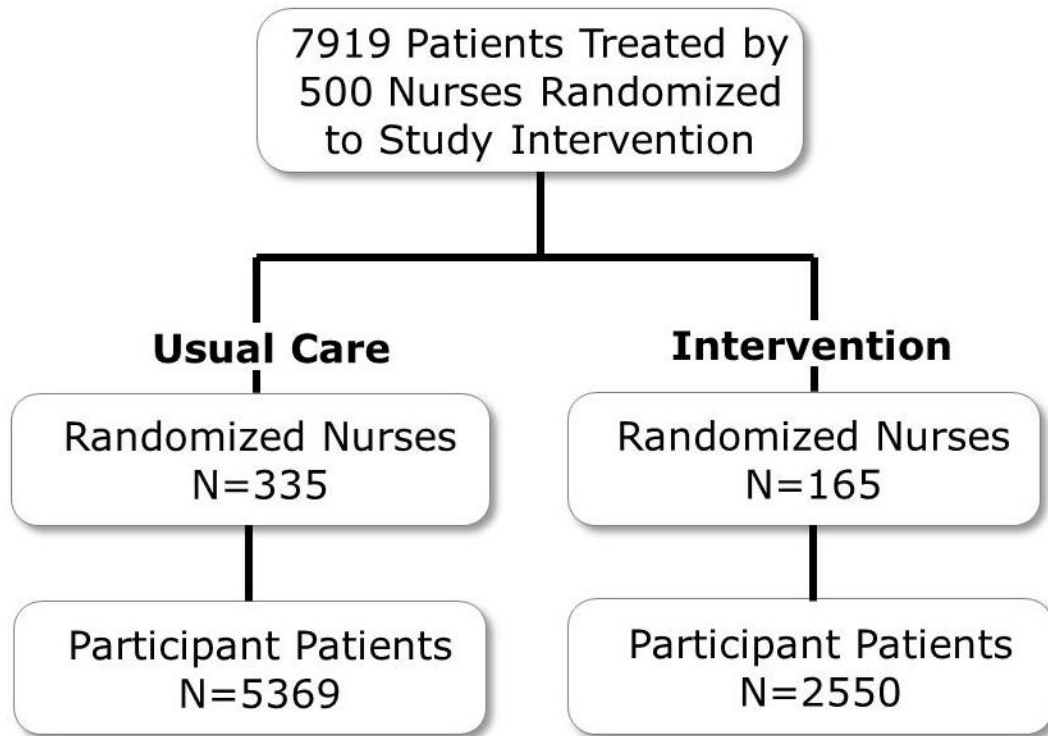 7919 Patients Treated by
500 Nurses Randomized
to Study Intervention
Usual Care
Intervention
Randomized Nurses
N=335
Randomized Nurses
N=165
Participant Patients
N=5369
Participant Patients
N=2550